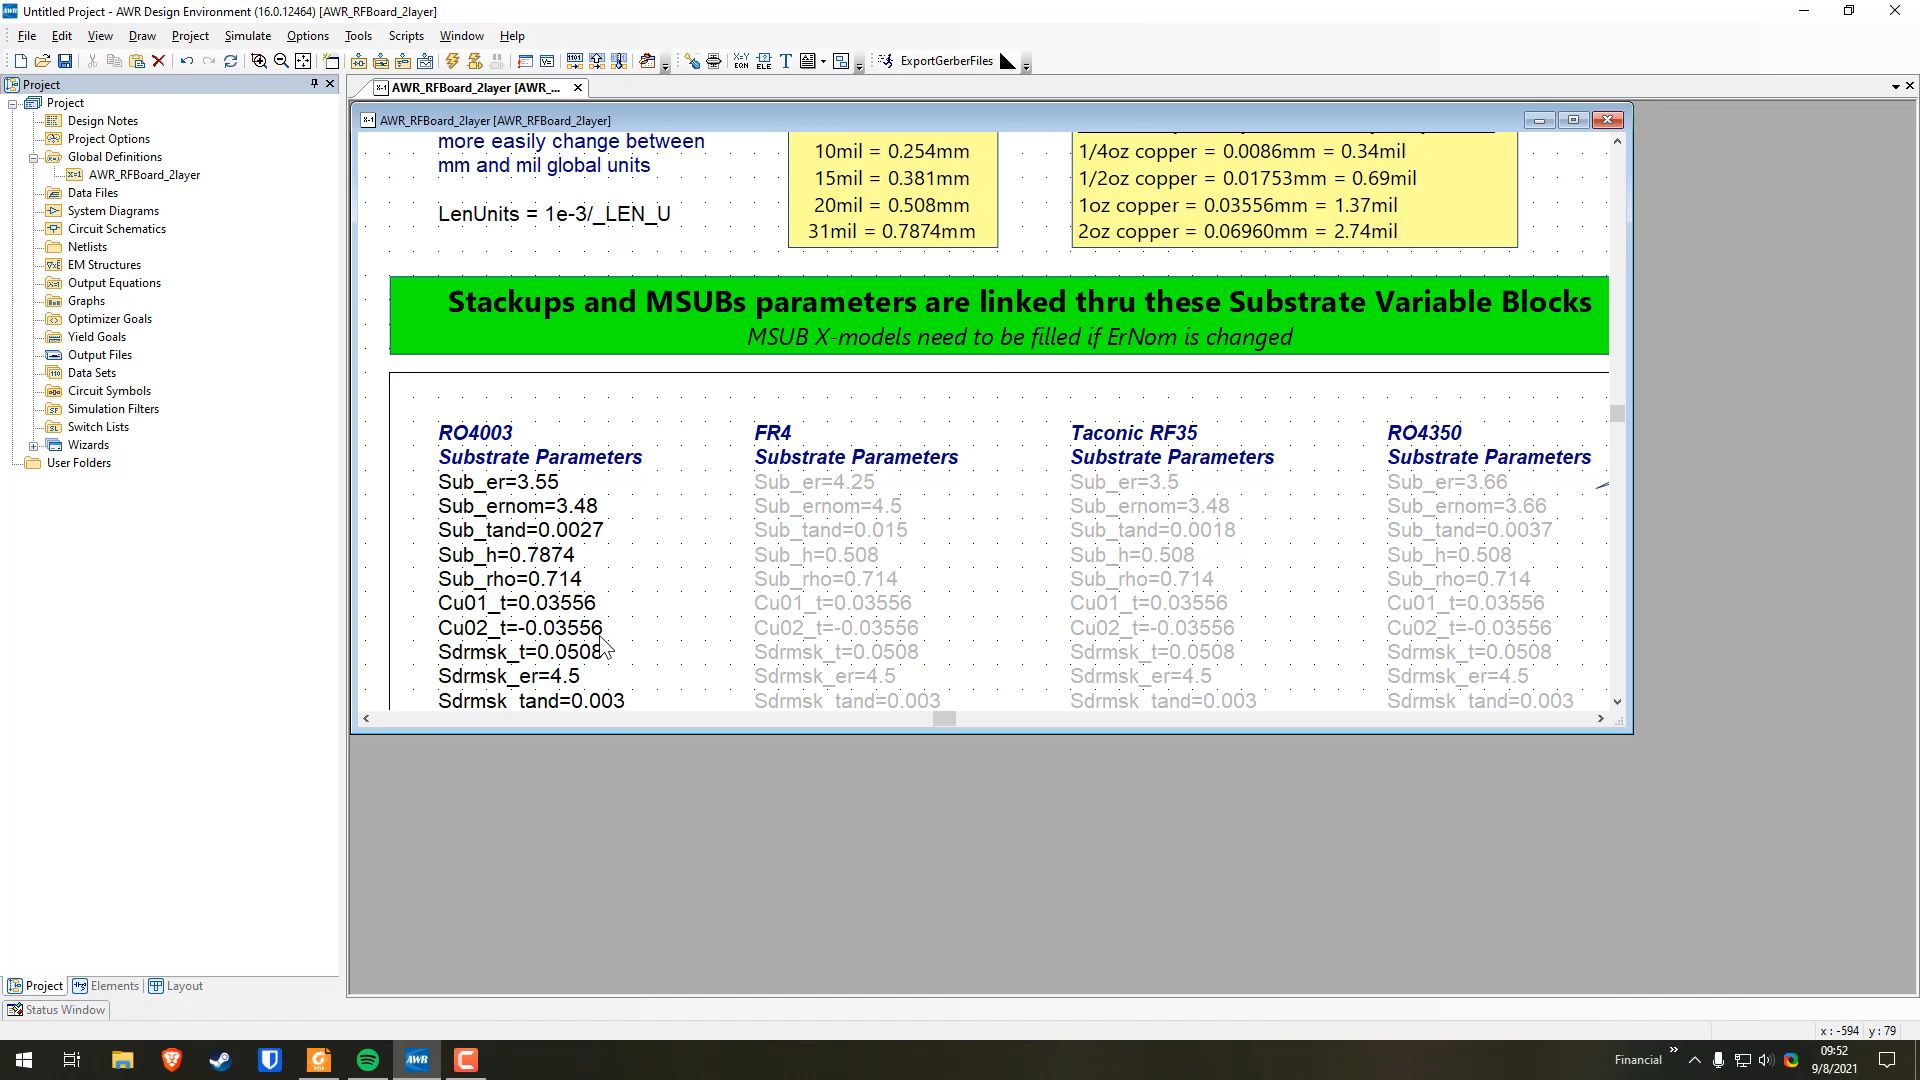 Untitled Project - AWR Design Environment (16.0.12464) [AWR_RFBoard_2layer]
File Edit View Draw Project Simulate Options Tools Scripts Window Help
ExportGerberFiles
Project
AWR_RFBoard_2layer [AWR_...
Project
Design Notes
Project Options
Global Definitions
AWR_RFBoard_2layer
Data Files
System Diagrams
Circuit Schematics
Netlists
EM Structures
Output Equations
Graphs
Optimizer Goals
Yield Goals
Output Files
Data Sets
Circuit Symbols
Simulation Filters
Switch Lists
Wizards
User Folders
AWR_RFBoard_2layer [AWR_RFBoard_2layer]
more easily change between
mm and mil global units
LenUnits = 1e-3/_LEN_U
10mil = 0.254mm
15mil = 0.381mm
20mil = 0.508mm
31mil = 0.7874mm
1/4oz copper = 0.0086mm = 0.34mil
1/2oz copper = 0.01753mm = 0.69mil
1oz copper = 0.03556mm = 1.37mil
2oz copper = 0.06960mm = 2.74mil
Stackups and MSUBs parameters are linked thru these Substrate Variable Blocks
MSUB X-models need to be filled if ErNom is changed
RO4003
Substrate Parameters
Sub_er=3.55
Sub_ernom=3.48
Sub_tand=0.0027
Sub_h=0.7874
Sub_rho=0.714
Cu01_t=0.03556
Cu02_t=-0.03556
Sdrmsk_t=0.0508
Sdrmsk_er=4.5
Sdrmsk_tand=0.003
FR4
Substrate Parameters
Sub_er=4.25
Sub_ernom=4.5
Sub_tand=0.015
Sub_h=0.508
Sub_rho=0.714
Cu01_t=0.03556
Cu02_t=-0.03556
Sdrmsk_t=0.0508
Sdrmsk_er=4.5
Sdrmsk_tand=0.003
Taconic RF35
Substrate Parameters
Sub_er=3.5
Sub_ernom=3.48
Sub_tand=0.0018
Sub_h=0.508
Sub_rho=0.714
Cu01_t=0.03556
Cu02_t=-0.03556
Sdrmsk_t=0.0508
Sdrmsk_er=4.5
Sdrmsk_tand=0.003
RO4350
Substrate Parameters
Sub_er=3.66
Sub_ernom=3.66
Sub_tand=0.0037
Sub_h=0.508
Sub_rho=0.714
Cu01_t=0.03556
Cu02_t=-0.03556
Sdrmsk_t=0.0508
Sdrmsk_er=4.5
Sdrmsk_tand=0.003
Project Elements Layout
Status Window
x : -594 y : 79
Financial
09:52
9/8/2021